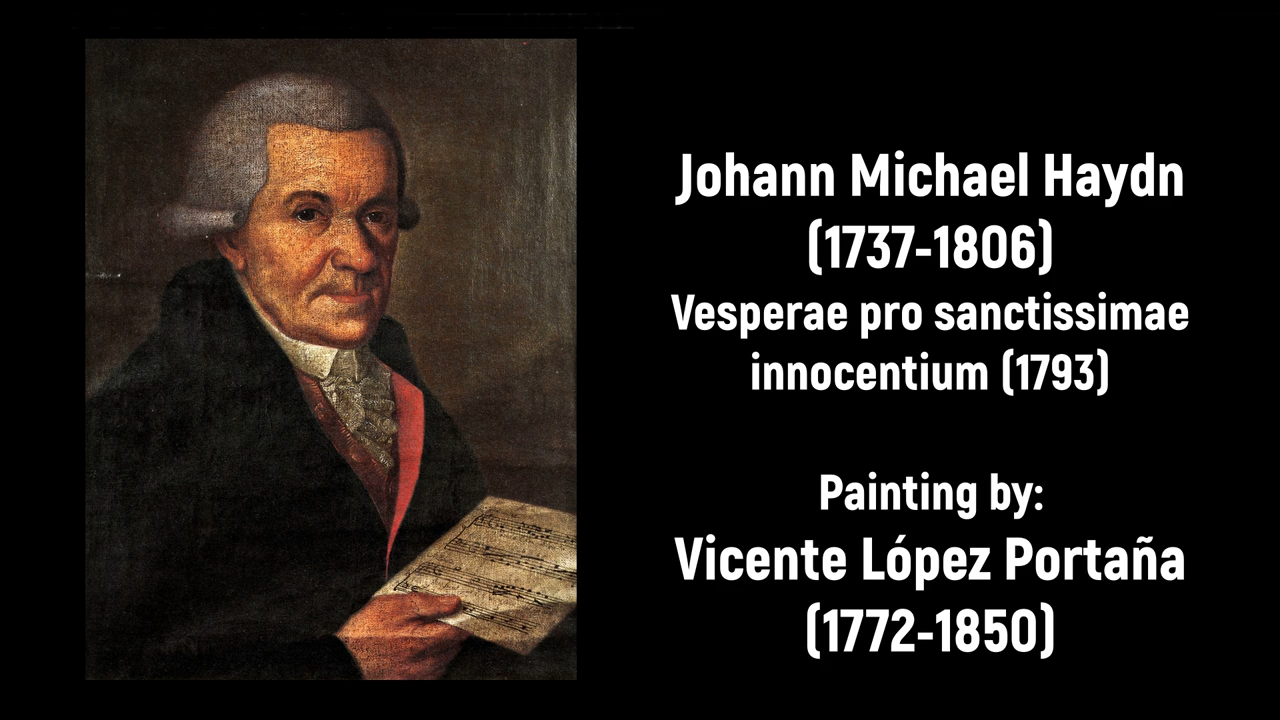 Johann Michael Haydn
(1737-1806)
Vesperae pro sanctissimae
innocentium (1793)
Painting by:
Vicente López Portaña
(1772-1850)